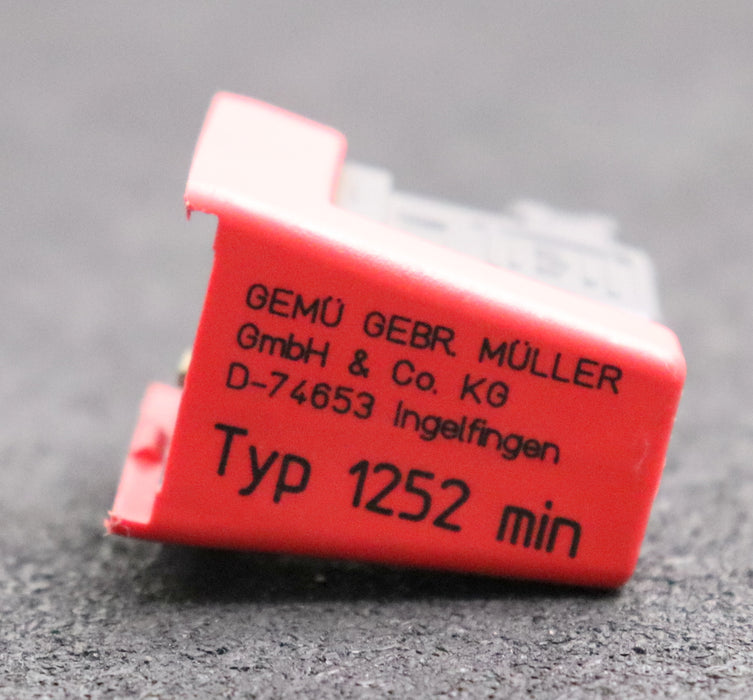 GEMÜ GEBR. MÜLLER
GmbH & Co. KG
D-74653 Ingelfingen
Typ 1252 min